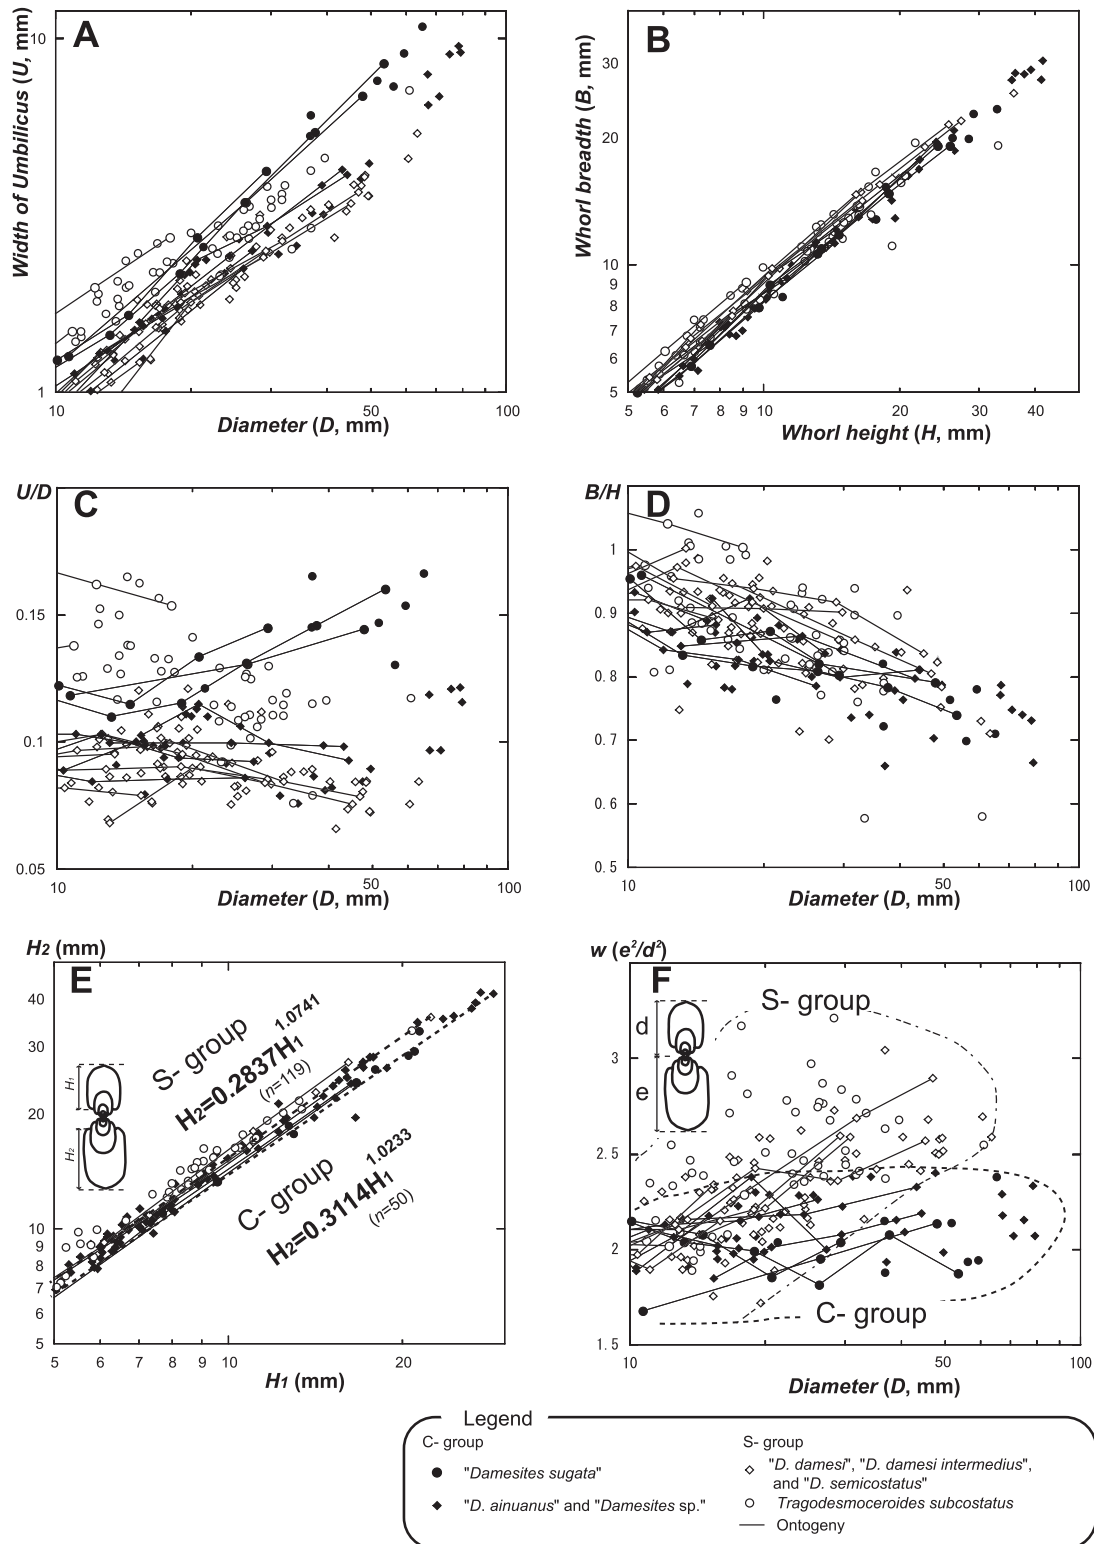 A
Width of Umbilicus (U, mm)
10
1
10
50
100
Diameter (D, mm)
B
Whorl breadth (B, mm)
30
20
10
9
8
7
6
5
5
6
7
8
9
10
20
30
40
Whorl height (H, mm)
C
U/D
0.15
0.1
0.05
10
50
100
Diameter (D, mm)
D
B/H
1
0.9
0.8
0.7
0.6
0.5
10
50
100
Diameter (D, mm)
E
H2 (mm)
40
30
20
10
9
8
7
6
5
5
6
7
8
9
10
20
H1 (mm)
H1
H2
S- group
H2=0.2837H1 1.0741
(n=119)
C- group
H2=0.3114H1 1.0233
(n=50)
F
w (e²/d²)
3
2.5
2
1.5
10
50
100
Diameter (D, mm)
d
e
S- group
C- group
Legend
C- group
"Damesites sugata"
"D. ainuanus" and "Damesites sp."
S- group
"D. damesi", "D. damesi intermedius",
and "D. semicostatus"
Tragodesmoceroides subcostatus
Ontogeny